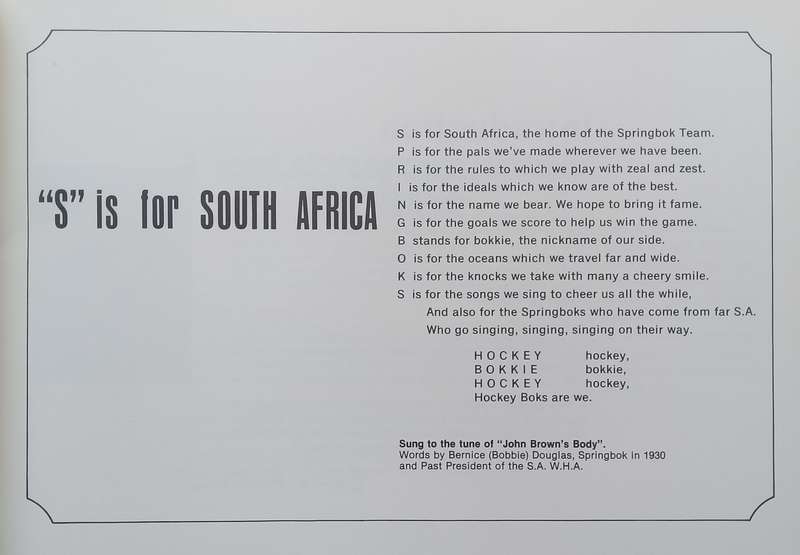 “S” is for SOUTH AFRICA
S is for South Africa, the home of the Springbok Team.
P is for the pals we’ve made wherever we have been.
R is for the rules to which we play with zeal and zest.
I is for the ideals which we know are of the best.
N is for the name we bear. We hope to bring it fame.
G is for the goals we score to help us win the game.
B stands for bokkie, the nickname of our side.
O is for the oceans which we travel far and wide.
K is for the knocks we take with many a cheery smile.
S is for the songs we sing to cheer us all the while,
And also for the Springboks who have come from far S.A.
Who go singing, singing, singing on their way.
H O C K E Y hockey,
B O K K I E bokkie,
H O C K E Y hockey,
Hockey Boks are we.
Sung to the tune of “John Brown’s Body”.
Words by Bernice (Bobbie) Douglas, Springbok in 1930
and Past President of the S.A. W.H.A.